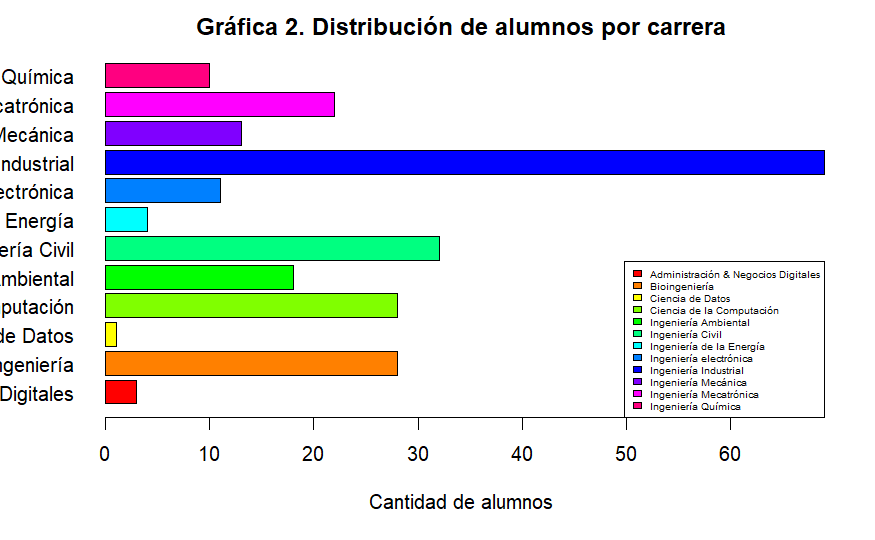 Gráfica 2. Distribución de alumnos por carrera
Química
catrónica
Mecánica
ndustrial
ectrónica
Energía
ería Civil
mbiental
putación
de Datos
ngeniería
Digitales
0 10 20 30 40 50 60
Cantidad de alumnos
Administración & Negocios Digitales
Bioingeniería
Ciencia de Datos
Ciencia de la Computación
Ingeniería Ambiental
Ingeniería Civil
Ingeniería de la Energía
Ingeniería electrónica
Ingeniería Industrial
Ingeniería Mecánica
Ingeniería Mecatrónica
Ingeniería Química